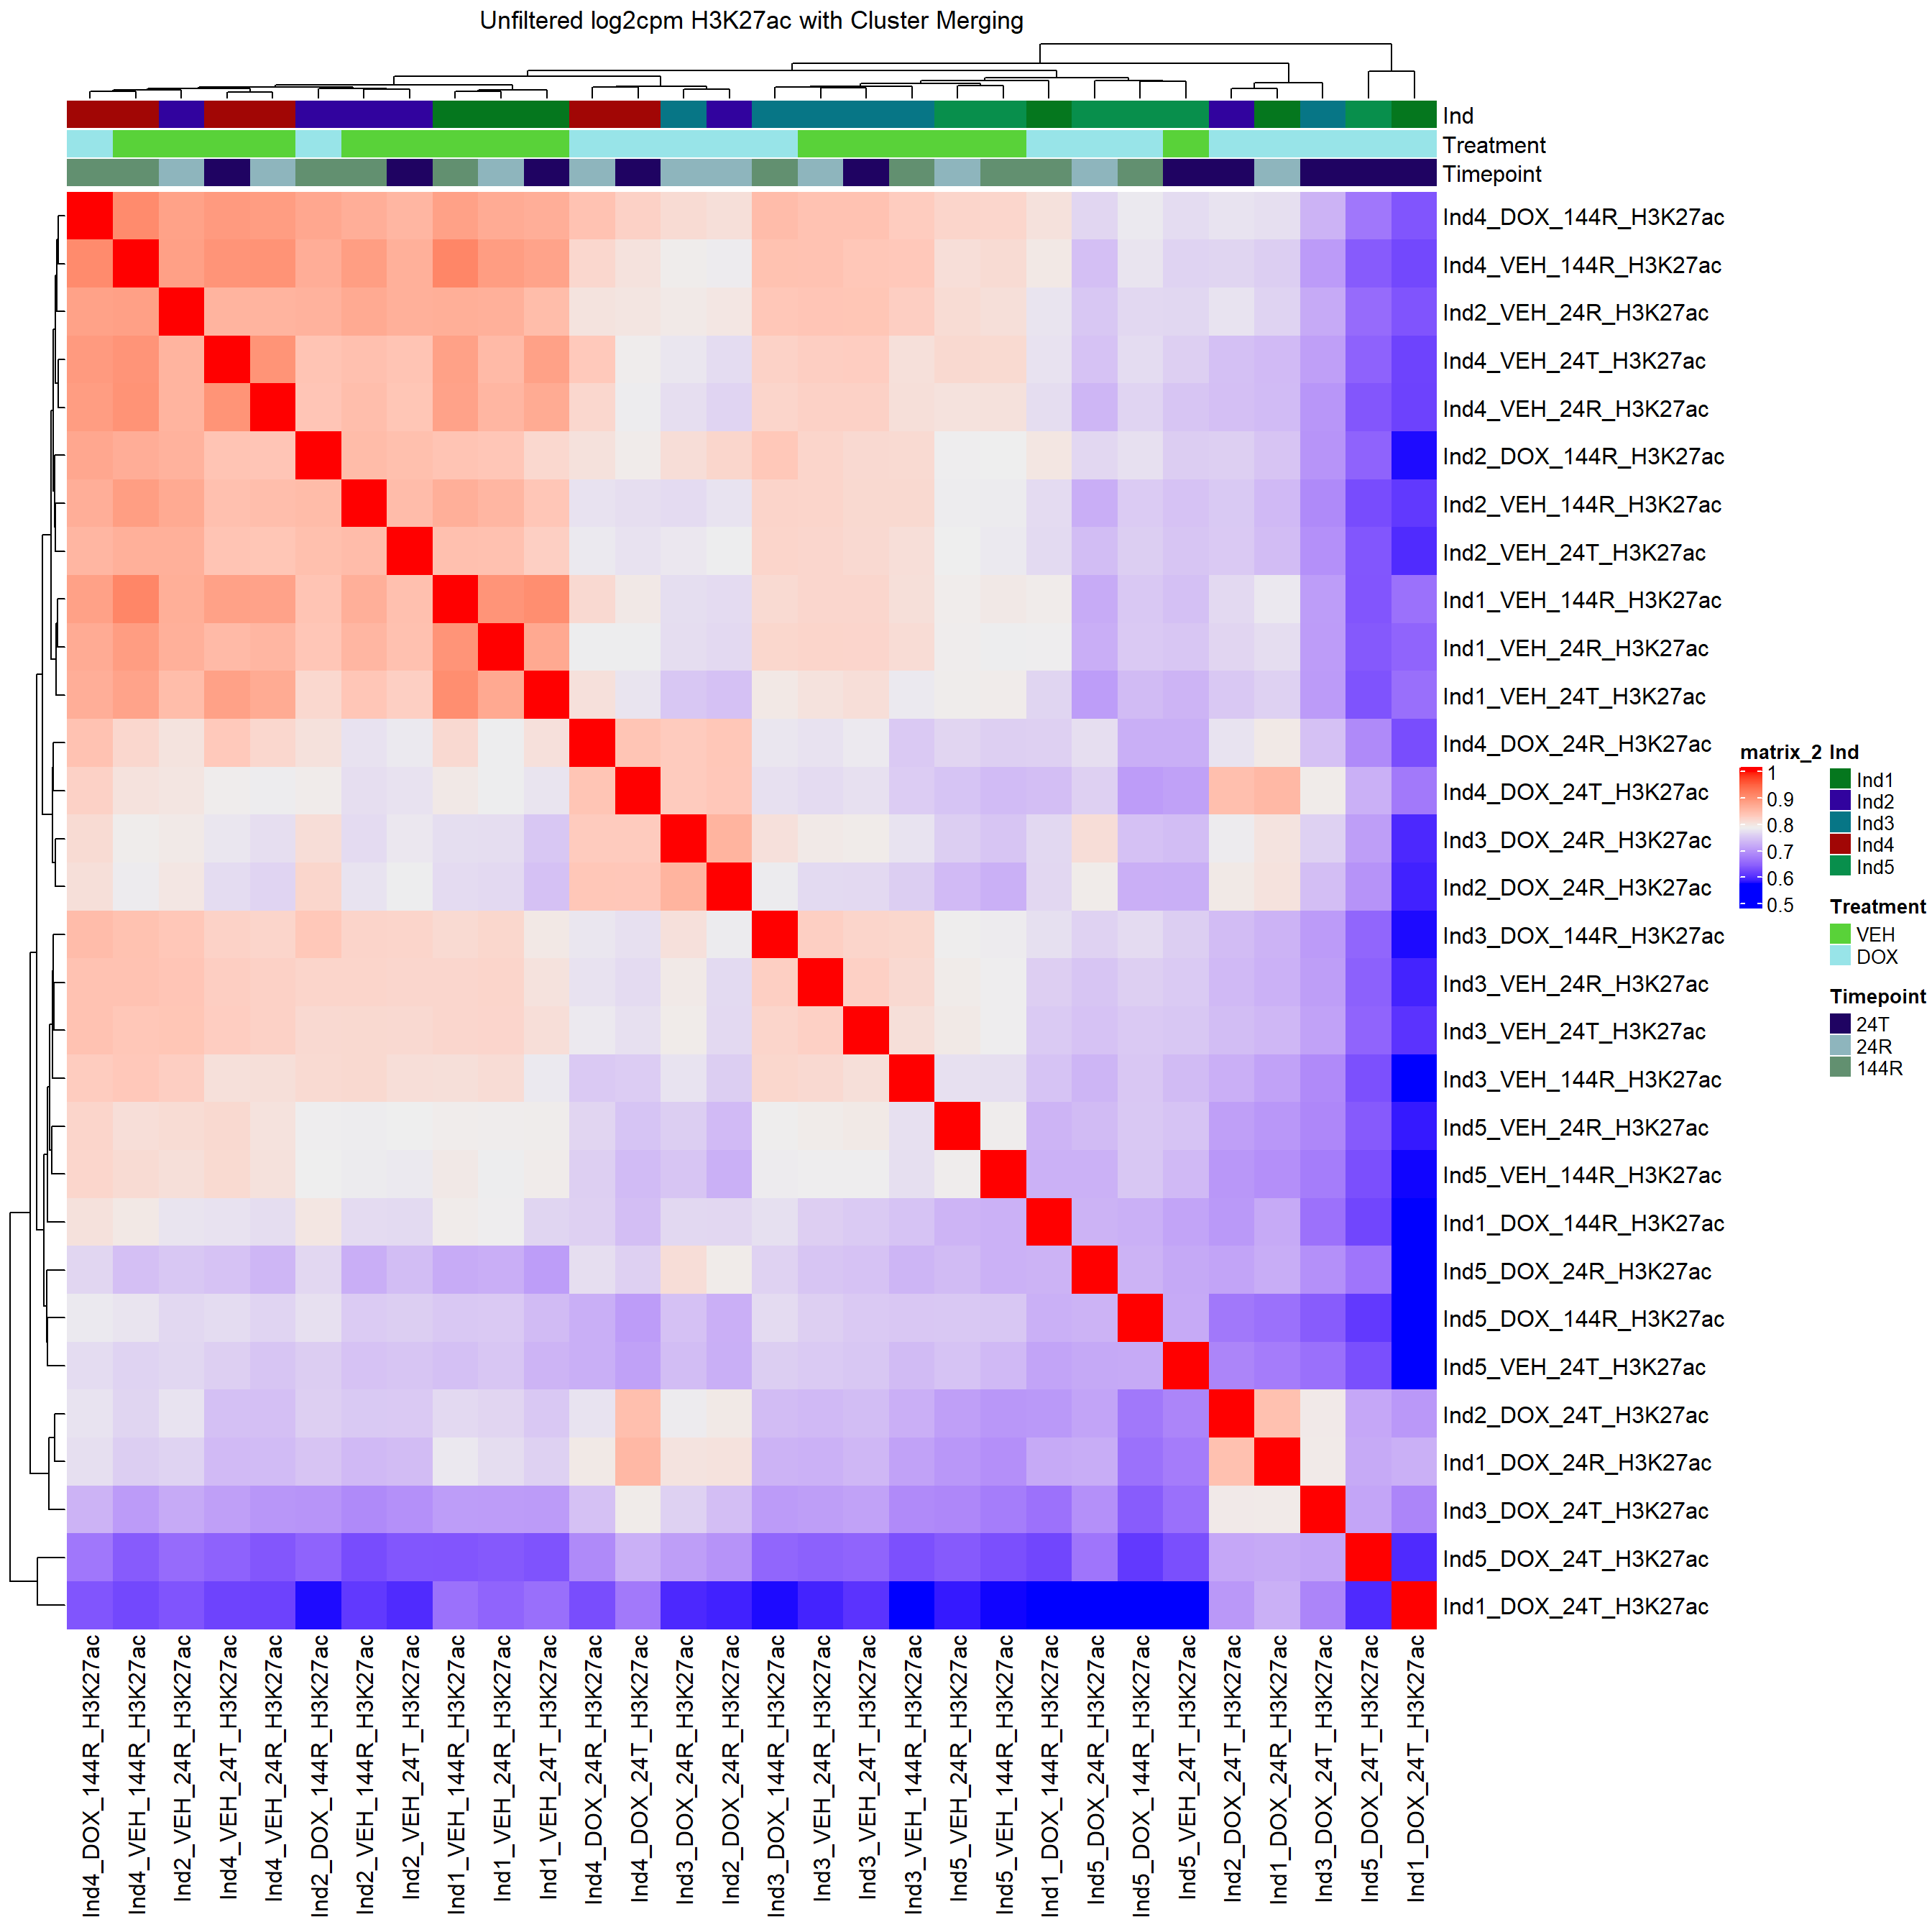 Unfiltered log2cpm H3K27ac with Cluster Merging
Ind
Treatment
Timepoint
Ind4_DOX_144R_H3K27ac
Ind4_VEH_144R_H3K27ac
Ind2_VEH_24R_H3K27ac
Ind4_VEH_24T_H3K27ac
Ind4_VEH_24R_H3K27ac
Ind2_DOX_144R_H3K27ac
Ind2_VEH_144R_H3K27ac
Ind2_VEH_24T_H3K27ac
Ind1_VEH_144R_H3K27ac
Ind1_VEH_24R_H3K27ac
Ind1_VEH_24T_H3K27ac
Ind4_DOX_24R_H3K27ac
Ind4_DOX_24T_H3K27ac
Ind3_DOX_24R_H3K27ac
Ind2_DOX_24R_H3K27ac
Ind3_DOX_144R_H3K27ac
Ind3_VEH_24R_H3K27ac
Ind3_VEH_24T_H3K27ac
Ind3_VEH_144R_H3K27ac
Ind5_VEH_24R_H3K27ac
Ind5_VEH_144R_H3K27ac
Ind1_DOX_144R_H3K27ac
Ind5_DOX_24R_H3K27ac
Ind5_DOX_144R_H3K27ac
Ind5_VEH_24T_H3K27ac
Ind2_DOX_24T_H3K27ac
Ind1_DOX_24R_H3K27ac
Ind3_DOX_24T_H3K27ac
Ind5_DOX_24T_H3K27ac
Ind1_DOX_24T_H3K27ac
Ind4_DOX_144R_H3K27ac
Ind4_VEH_144R_H3K27ac
Ind2_VEH_24R_H3K27ac
Ind4_VEH_24T_H3K27ac
Ind4_VEH_24R_H3K27ac
Ind2_DOX_144R_H3K27ac
Ind2_VEH_144R_H3K27ac
Ind2_VEH_24T_H3K27ac
Ind1_VEH_144R_H3K27ac
Ind1_VEH_24R_H3K27ac
Ind1_VEH_24T_H3K27ac
Ind4_DOX_24R_H3K27ac
Ind4_DOX_24T_H3K27ac
Ind3_DOX_24R_H3K27ac
Ind2_DOX_24R_H3K27ac
Ind3_DOX_144R_H3K27ac
Ind3_VEH_24R_H3K27ac
Ind3_VEH_24T_H3K27ac
Ind3_VEH_144R_H3K27ac
Ind5_VEH_24R_H3K27ac
Ind5_VEH_144R_H3K27ac
Ind1_DOX_144R_H3K27ac
Ind5_DOX_24R_H3K27ac
Ind5_DOX_144R_H3K27ac
Ind5_VEH_24T_H3K27ac
Ind2_DOX_24T_H3K27ac
Ind1_DOX_24R_H3K27ac
Ind3_DOX_24T_H3K27ac
Ind5_DOX_24T_H3K27ac
Ind1_DOX_24T_H3K27ac
matrix_2
1
0.9
0.8
0.7
0.6
0.5
Ind
Ind1
Ind2
Ind3
Ind4
Ind5
Treatment
VEH
DOX
Timepoint
24T
24R
144R